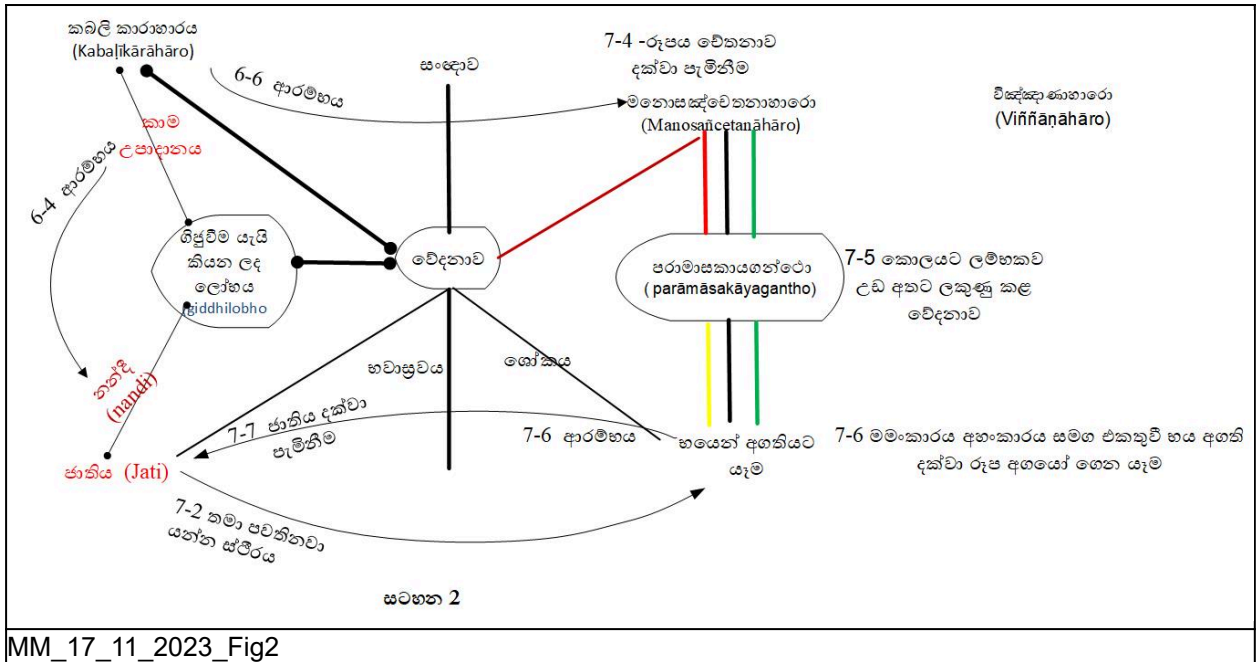 කබලි කාරාහාරය
(Kabaḷīkārāhāro)
6-6 ආරම්භය
සංඥාව
7-4 -රූපය චේතනාව
දක්වා පැමිනීම
මනොසඤ්චෙතනාහාරො
(Manosañcetanāhāro)
විඤ්ඤාණාහාරො
(Viññāṇāhāro)
කාම
උපාදානය
6-4 ආරම්භය
ගිජුවීම යැයි
කියන ලද
ලෝභය
giddhilobho
වේදනාව
පරාමාසකායගන්ථො
( parāmāsakāyagantho)
7-5 කොලයට ලම්භකව
උඩ අතට ලකුණු කළ
වේදනාව
නන්දි
(nandi)
භවාස්‍රවය
ශෝකය
7-7 ජාතිය දක්වා
පැමිනීම
7-6 ආරම්භය
භයෙන් අගතියට
යෑම
7-6 මමංකාරය අහංකාරය සමග එකතුවී භය අගති
දක්වා රූප අගයෝ ගෙන යෑම
ජාතිය (Jati)
7-2 තමා පවතිනවා
යන්න ස්ථීරය
සටහන 2
MM_17_11_2023_Fig2